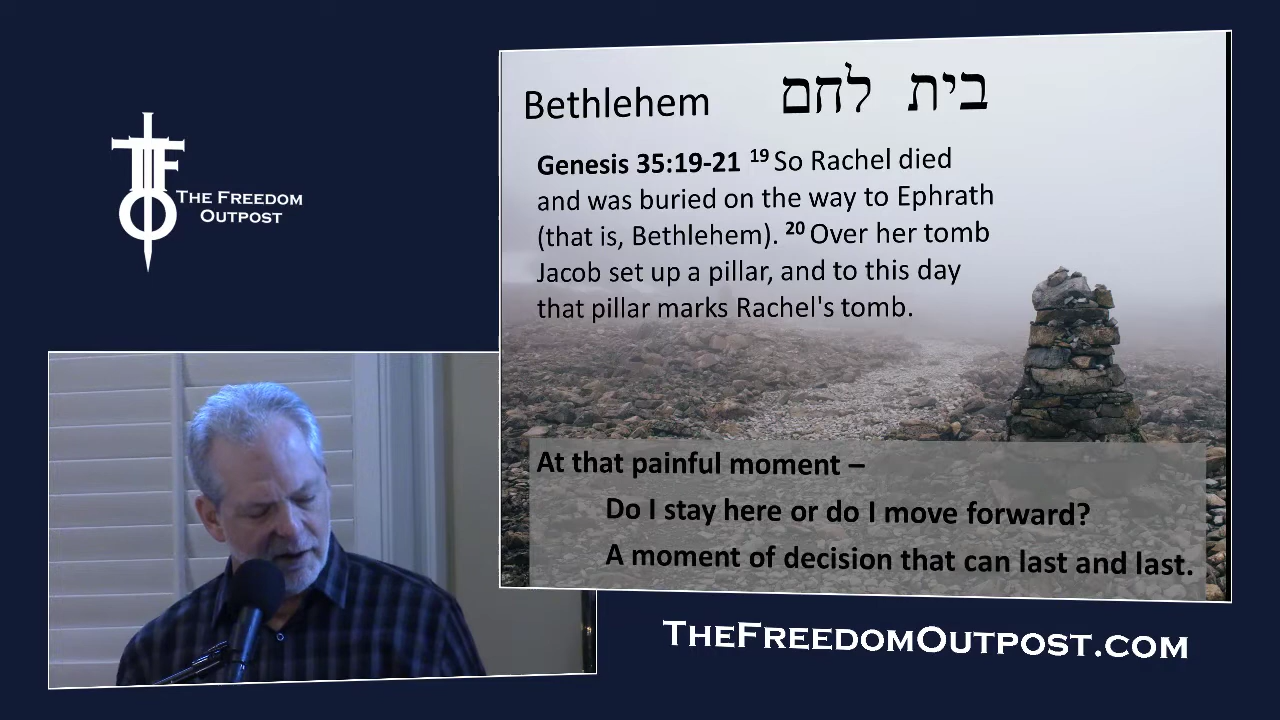 TFO
THE FREEDOM
OUTPOST
Bethlehem בית לחם
Genesis 35:19-21 19 So Rachel died
and was buried on the way to Ephrath
(that is, Bethlehem). 20 Over her tomb
Jacob set up a pillar, and to this day
that pillar marks Rachel's tomb.
At that painful moment –
Do I stay here or do I move forward?
A moment of decision that can last and last.
THEFREEDOMOUTPOST.COM